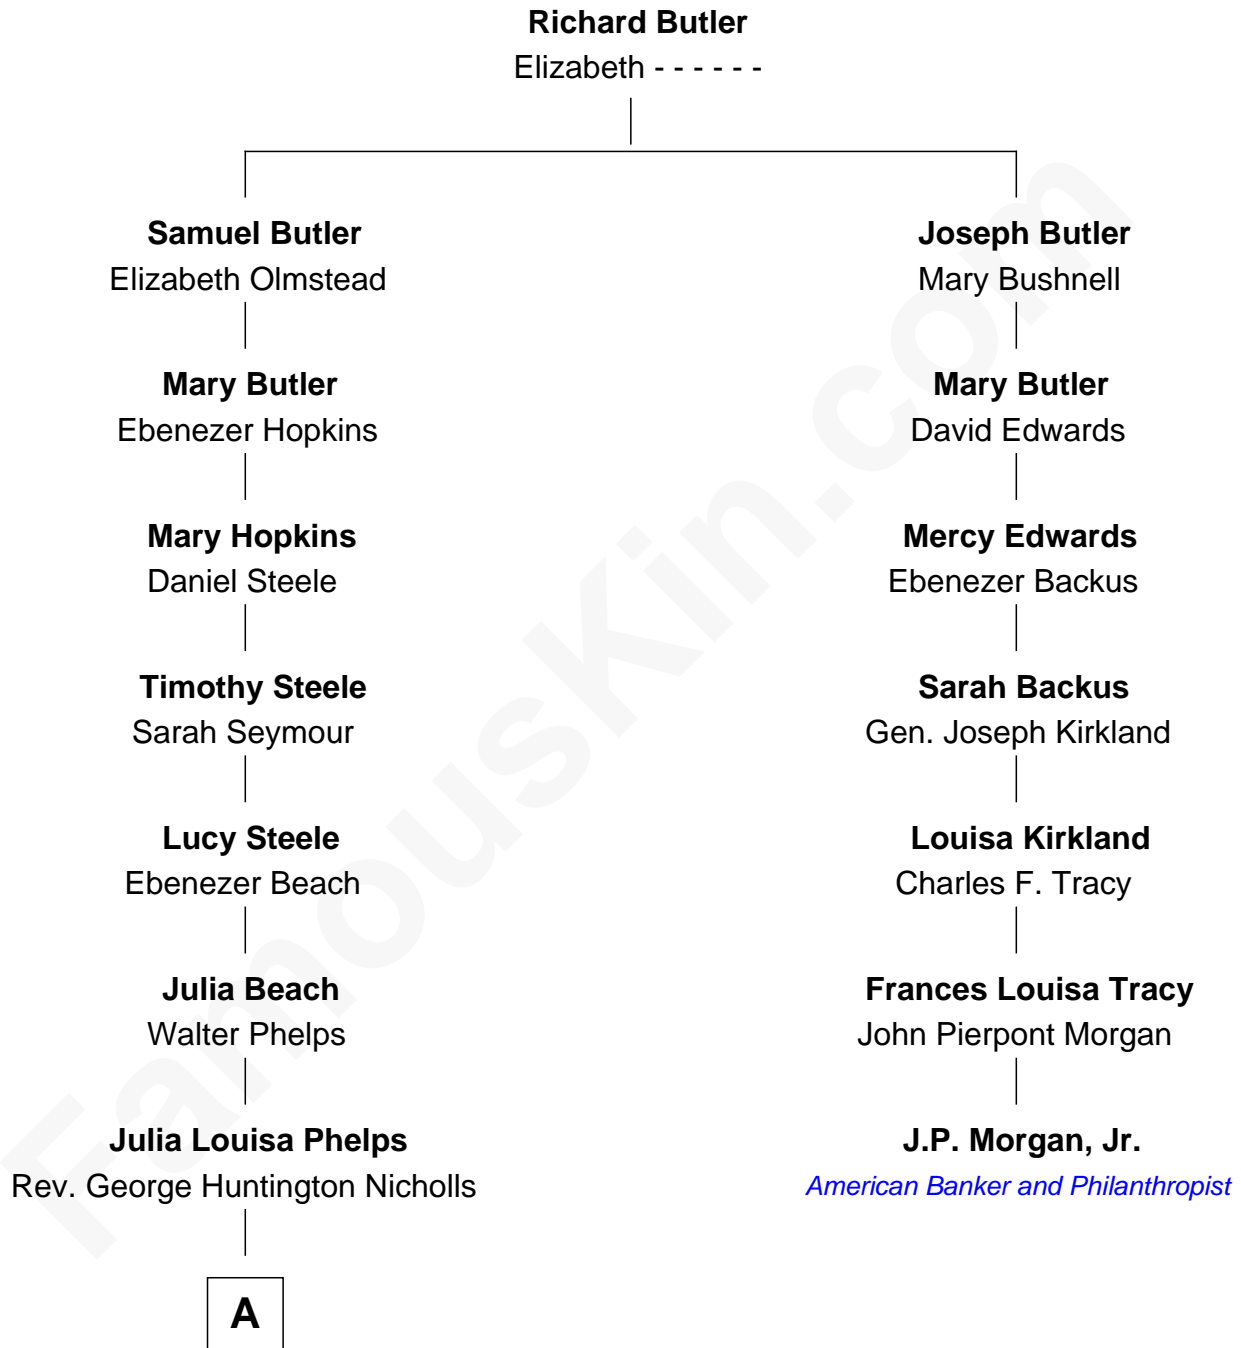 Richard Butler
Elizabeth - - - - - -
Samuel Butler
Elizabeth Olmstead
Joseph Butler
Mary Bushnell
Mary Butler
Ebenezer Hopkins
Mary Butler
David Edwards
Mary Hopkins
Daniel Steele
Mercy Edwards
Ebenezer Backus
Timothy Steele
Sarah Seymour
Sarah Backus
Gen. Joseph Kirkland
Lucy Steele
Ebenezer Beach
Louisa Kirkland
Charles F. Tracy
Julia Beach
Walter Phelps
Frances Louisa Tracy
John Pierpont Morgan
Julia Louisa Phelps
Rev. George Huntington Nicholls
J.P. Morgan, Jr.
American Banker and Philanthropist
A
FamousKin.com